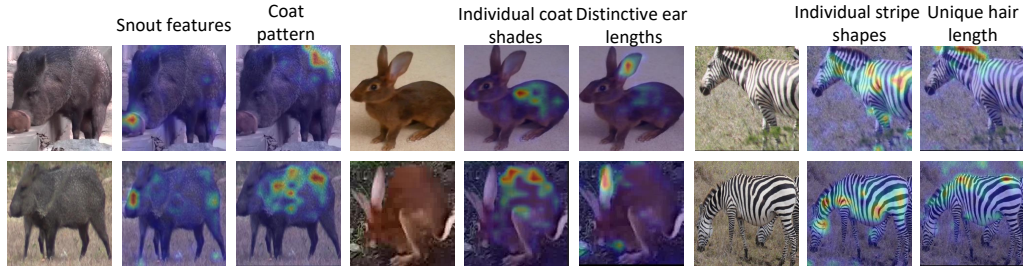 Snout features
Coat
pattern
Individual coat
shades
Distinctive ear
lengths
Individual stripe
shapes
Unique hair
length